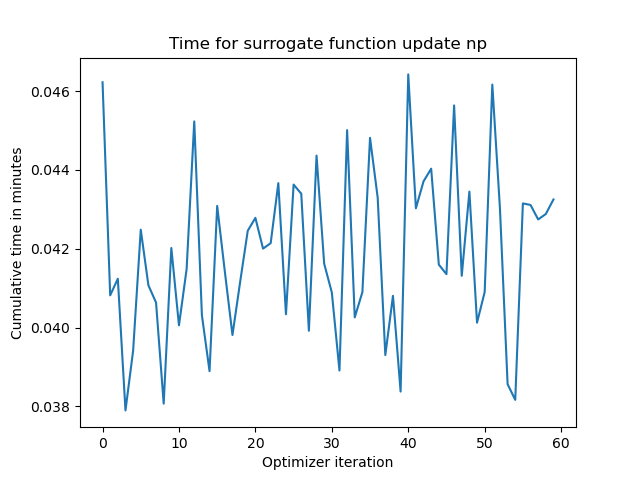 Time for surrogate function update np
Cumulative time in minutes
0.046
0.044
0.042
0.040
0.038
0 10 20 30 40 50 60
Optimizer iteration